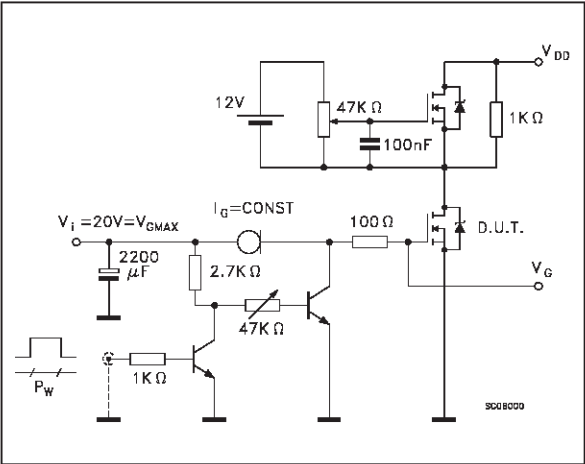 V_DD
12V
47KΩ
1KΩ
100nF
I_G=CONST
V_i =20V=V_GMAX
100Ω
D.U.T.
2200
μF
2.7KΩ
V_G
47KΩ
1KΩ
P_W
SC08000